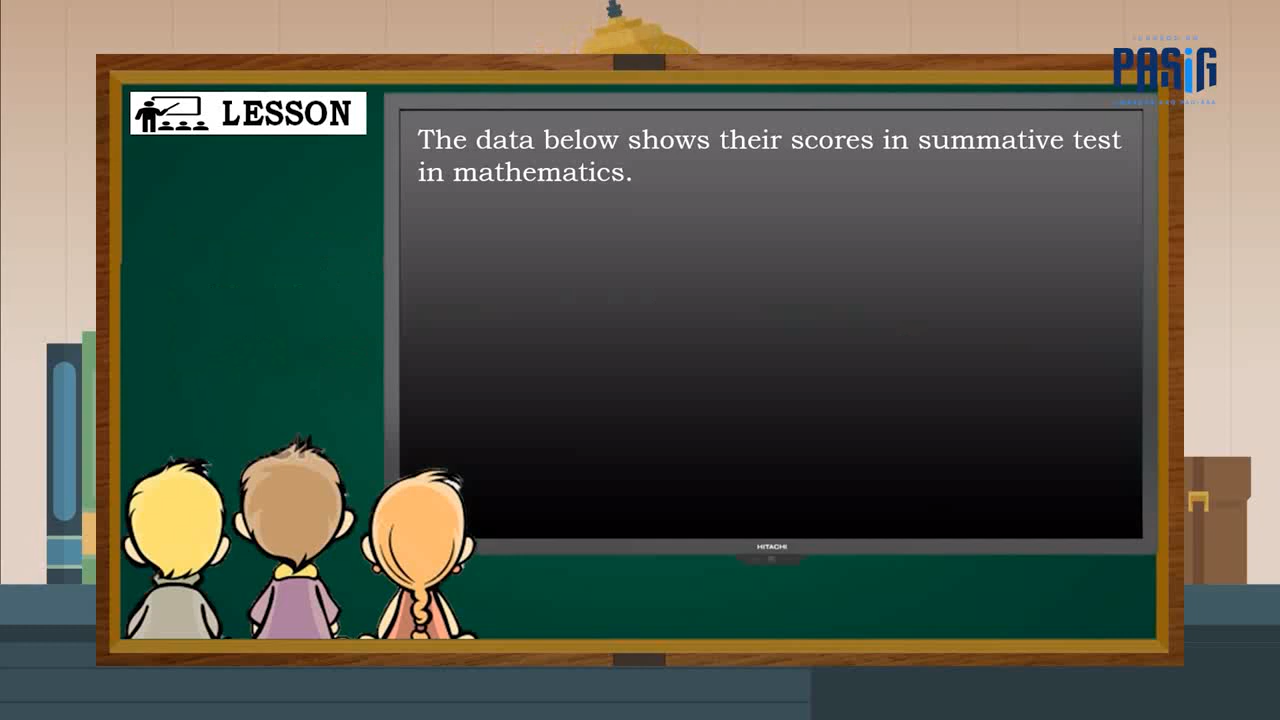 PASiG
LESSON
The data below shows their scores in summative test
in mathematics.
HITACHI